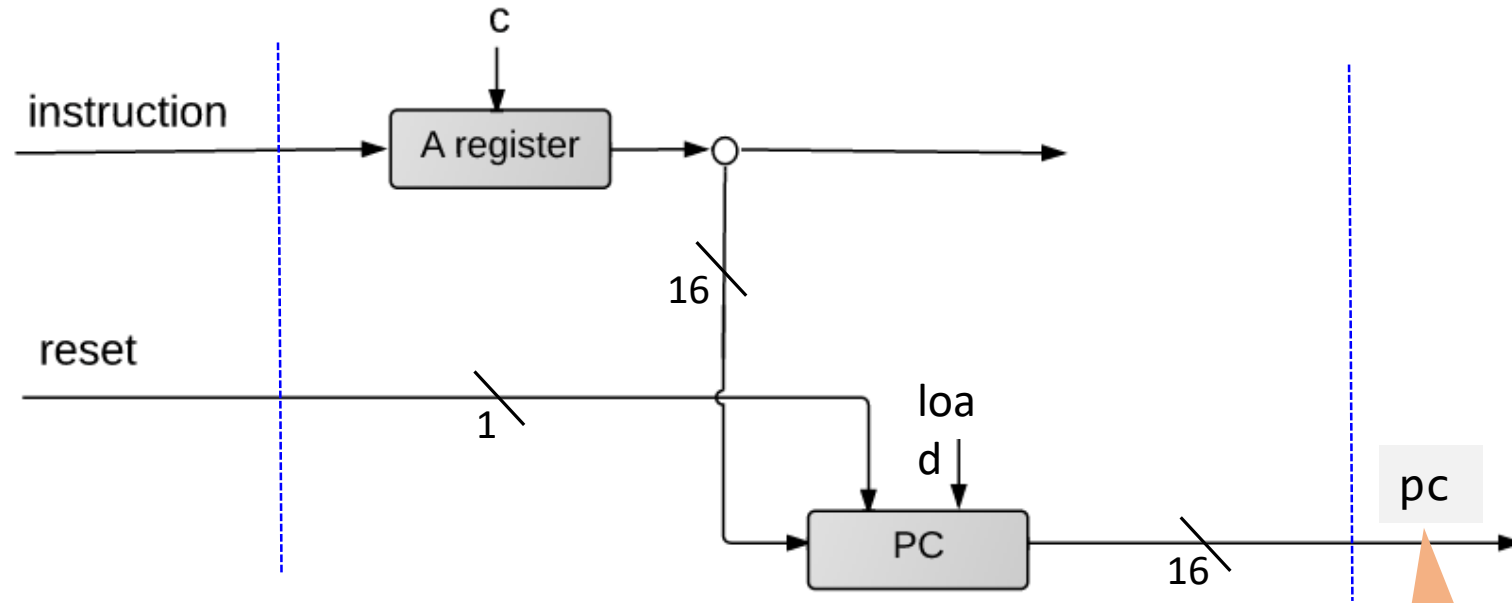 c
instruction
A register
16
reset
1
loa
d
pc
PC
16